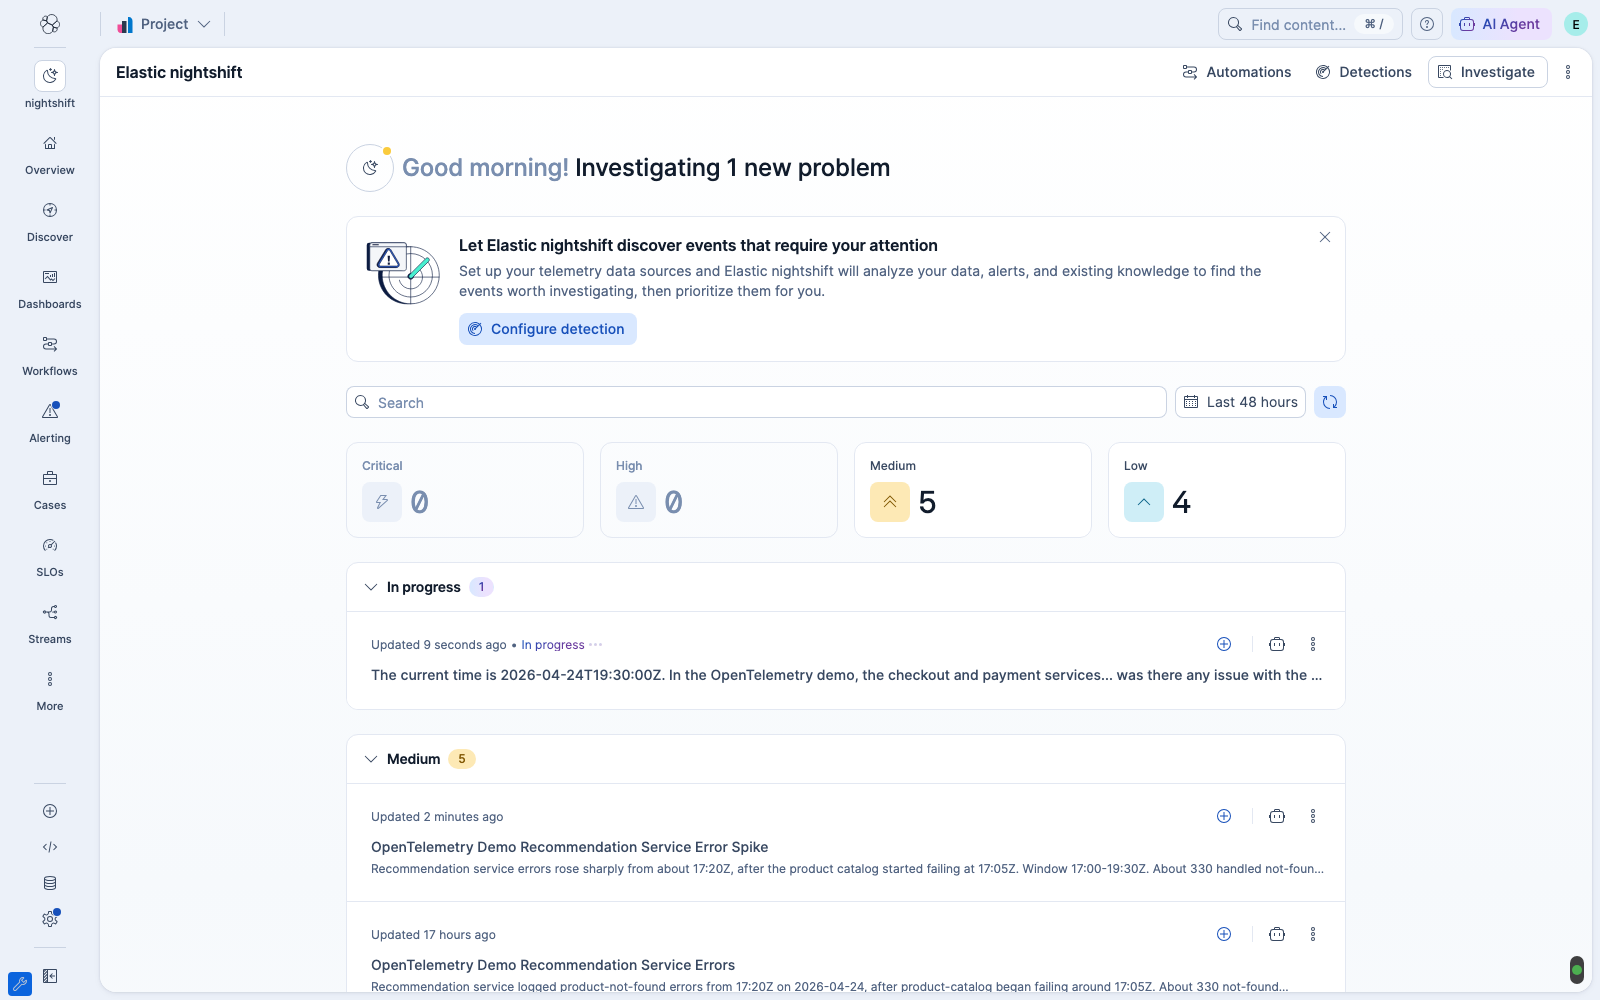 Project
Find content...
⌘ /
AI Agent
E
Elastic nightshift
Automations
Detections
Investigate
nightshift
Overview
Discover
Dashboards
Workflows
Alerting
Cases
SLOs
Streams
More
Good morning! Investigating 1 new problem
Let Elastic nightshift discover events that require your attention
Set up your telemetry data sources and Elastic nightshift will analyze your data, alerts, and existing knowledge to find the
events worth investigating, then prioritize them for you.
Configure detection
Search
Last 48 hours
Critical
0
High
0
Medium
5
Low
4
In progress 1
Updated 9 seconds ago • In progress
The current time is 2026-04-24T19:30:00Z. In the OpenTelemetry demo, the checkout and payment services... was there any issue with the ...
Medium 5
Updated 2 minutes ago
OpenTelemetry Demo Recommendation Service Error Spike
Recommendation service errors rose sharply from about 17:20Z, after the product catalog started failing at 17:05Z. Window 17:00-19:30Z. About 330 handled not-foun...
Updated 17 hours ago
OpenTelemetry Demo Recommendation Service Errors
Recommendation service logged product-not-found errors from 17:20Z on 2026-04-24, after product-catalog began failing around 17:05Z. About 330 not-found...